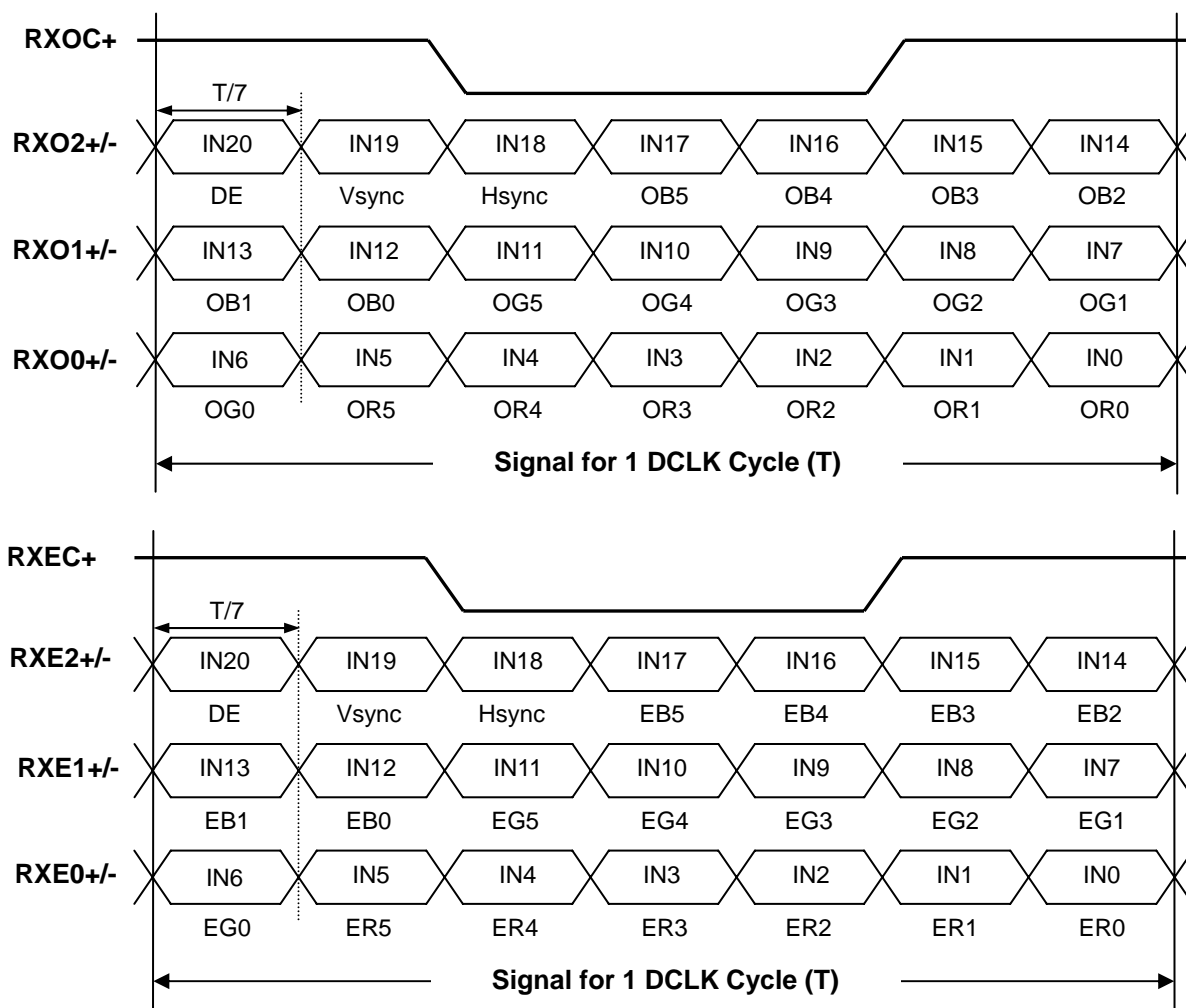 RXOC+
T/7
RXO2+/- IN20 IN19 IN18 IN17 IN16 IN15 IN14
DE Vsync Hsync OB5 OB4 OB3 OB2
RXO1+/- IN13 IN12 IN11 IN10 IN9 IN8 IN7
OB1 OB0 OG5 OG4 OG3 OG2 OG1
RXO0+/- IN6 IN5 IN4 IN3 IN2 IN1 IN0
OG0 OR5 OR4 OR3 OR2 OR1 OR0
Signal for 1 DCLK Cycle (T)
RXEC+
T/7
RXE2+/- IN20 IN19 IN18 IN17 IN16 IN15 IN14
DE Vsync Hsync EB5 EB4 EB3 EB2
RXE1+/- IN13 IN12 IN11 IN10 IN9 IN8 IN7
EB1 EB0 EG5 EG4 EG3 EG2 EG1
RXE0+/- IN6 IN5 IN4 IN3 IN2 IN1 IN0
EG0 ER5 ER4 ER3 ER2 ER1 ER0
Signal for 1 DCLK Cycle (T)